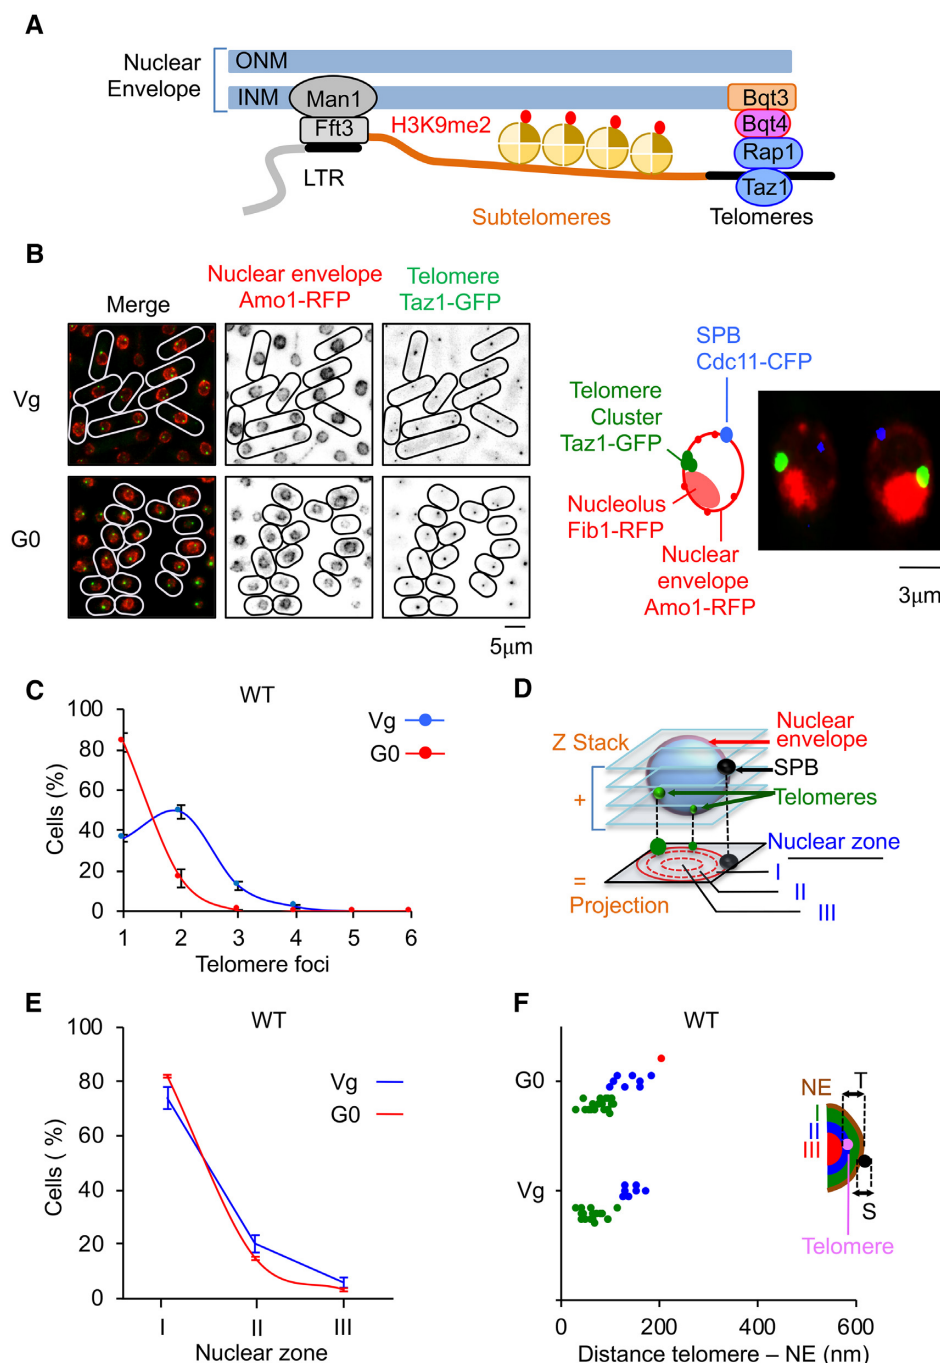 A
Nuclear
Envelope
ONM
INM
Man1
Fft3
LTR
H3K9me2
Subtelomeres
Bqt3
Bqt4
Rap1
Taz1
Telomeres
B
Merge
Nuclear envelope
Amo1-RFP
Telomere
Taz1-GFP
Vg
G0
5μm
SPB
Cdc11-CFP
Telomere
Cluster
Taz1-GFP
Nucleolus
Fib1-RFP
Nuclear
envelope
Amo1-RFP
3μm
C
WT
Cells (%)
100
80
60
40
20
0
1 2 3 4 5 6
Telomere foci
Vg
G0
D
Z Stack
+
=
Projection
Nuclear
envelope
SPB
Telomeres
Nuclear zone
I
II
III
E
WT
Cells ( %)
100
80
60
40
20
0
I II III
Nuclear zone
Vg
G0
F
WT
G0
Vg
0 200 400 600
Distance telomere – NE (nm)
NE
I
II
III
T
S
Telomere